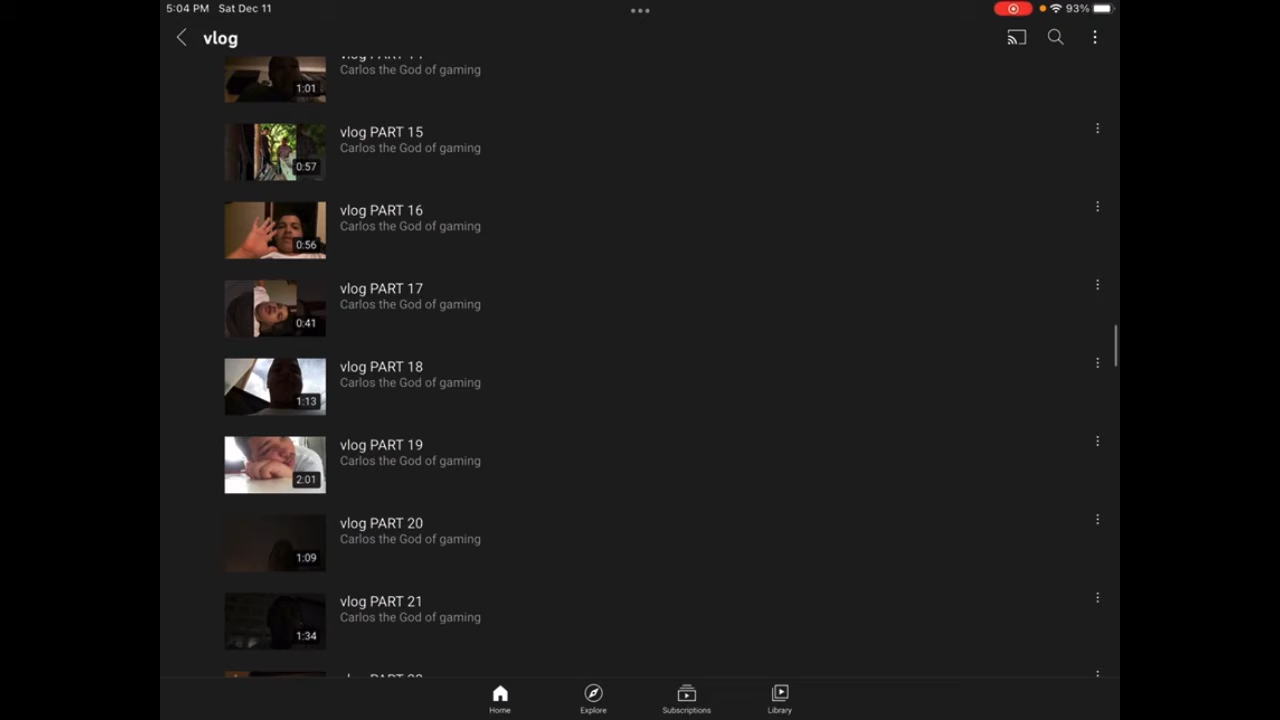 5:04 PM Sat Dec 11
93%
vlog
Carlos the God of gaming
1:01
vlog PART 15
Carlos the God of gaming
0:57
vlog PART 16
Carlos the God of gaming
0:56
vlog PART 17
Carlos the God of gaming
0:41
vlog PART 18
Carlos the God of gaming
1:13
vlog PART 19
Carlos the God of gaming
2:01
vlog PART 20
Carlos the God of gaming
1:09
vlog PART 21
Carlos the God of gaming
1:34
Home
Explore
Subscriptions
Library